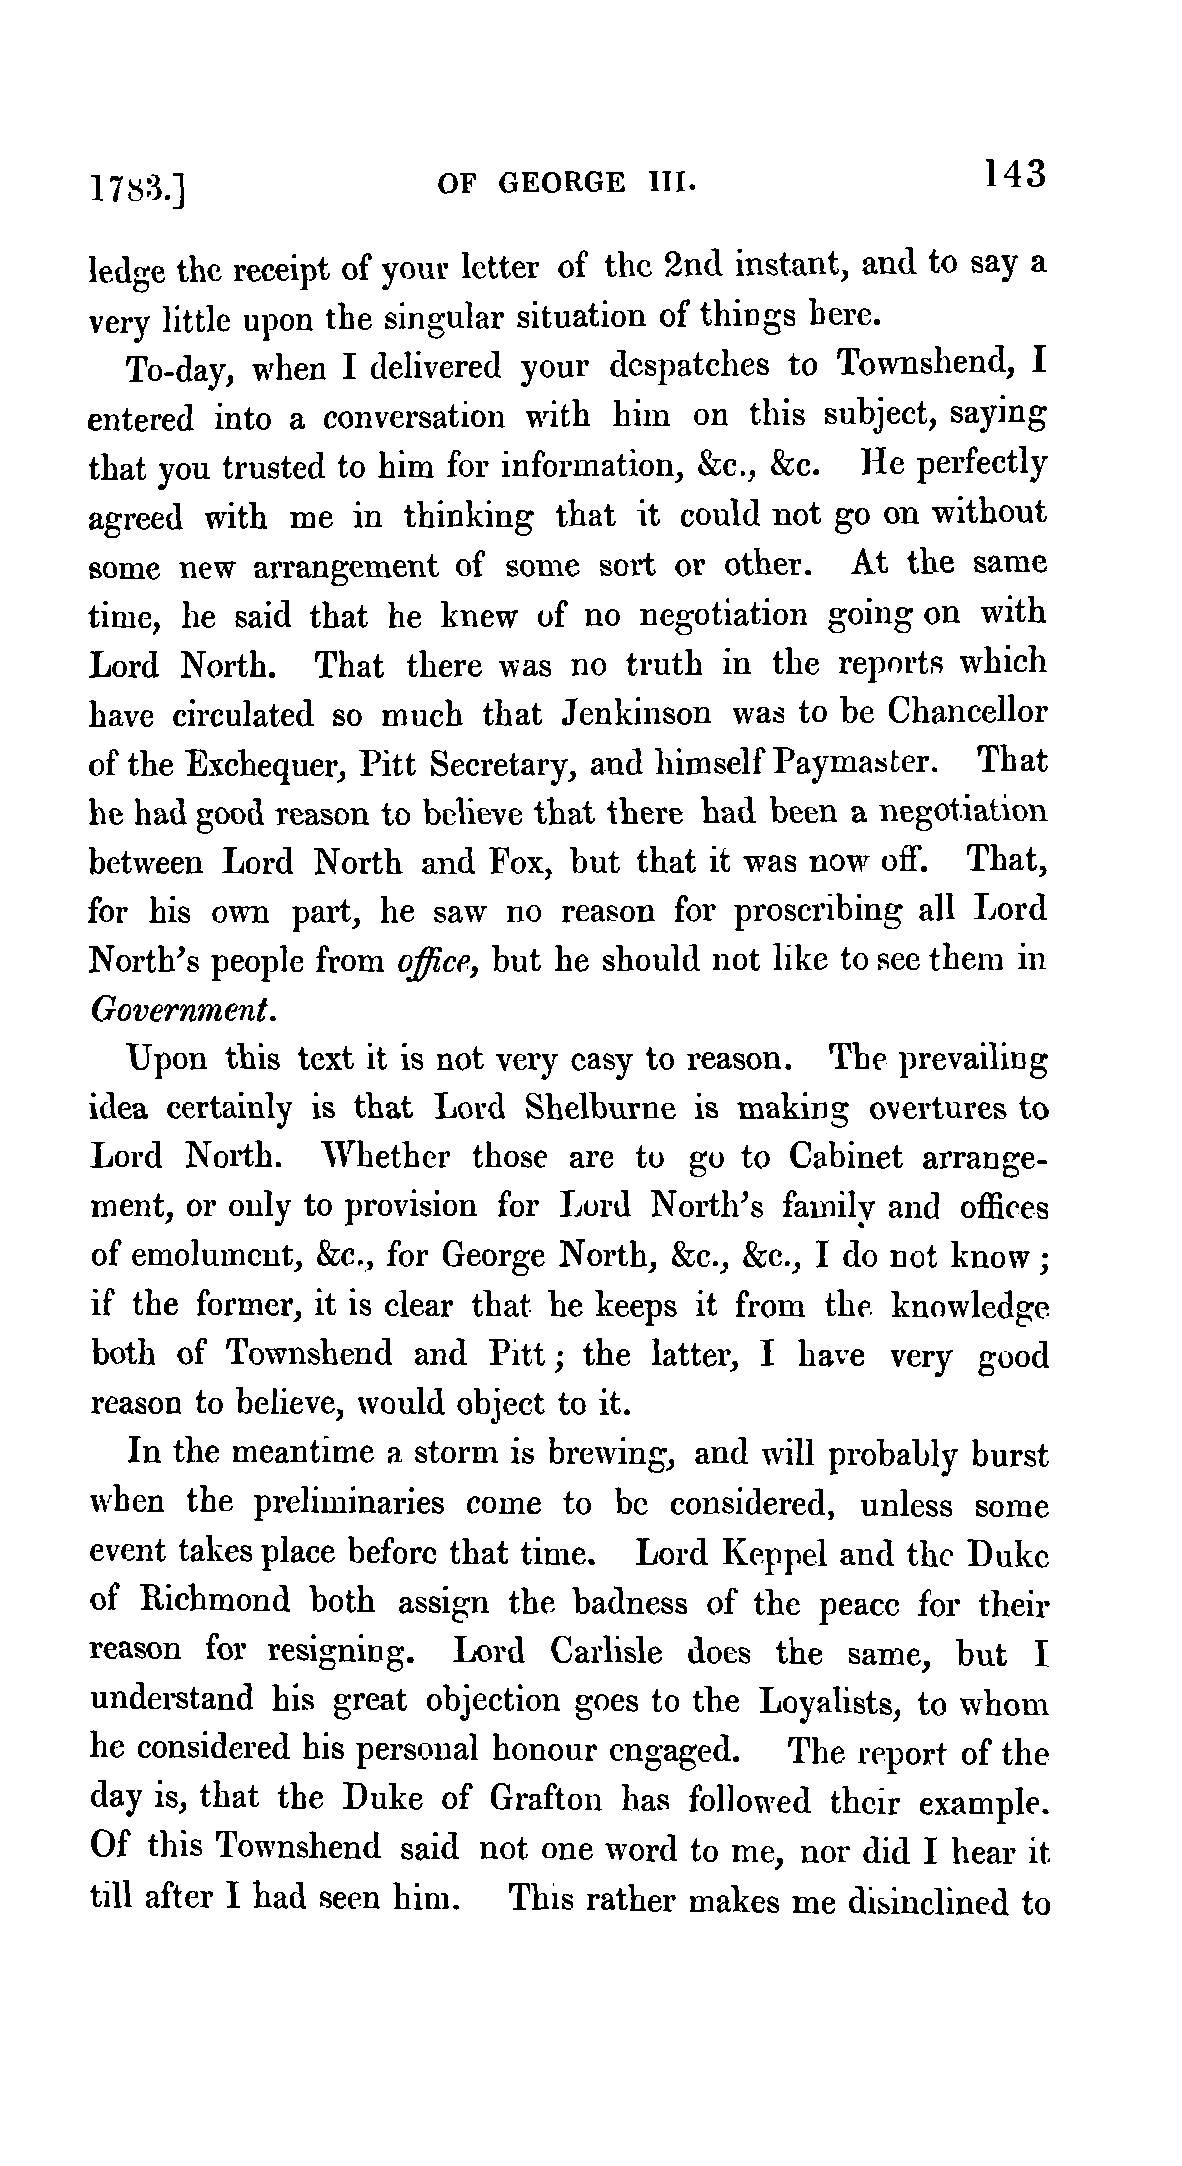 1783.] OF GEORGE III. 143
ledge the receipt of your letter of the 2nd instant, and to say a
very little upon the singular situation of things here.
To-day, when I delivered your despatches to Townshend, I
entered into a conversation with him on this subject, saying
that you trusted to him for information, &c., &c. He perfectly
agreed with me in thinking that it could not go on without
some new arrangement of some sort or other. At the same
time, he said that he knew of no negotiation going on with
Lord North. That there was no truth in the reports which
have circulated so much that Jenkinson was to be Chancellor
of the Exchequer, Pitt Secretary, and himself Paymaster. That
he had good reason to believe that there had been a negotiation
between Lord North and Fox, but that it was now off. That,
for his own part, he saw no reason for proscribing all Lord
North's people from office, but he should not like to see them in
Government.
Upon this text it is not very easy to reason. The prevailing
idea certainly is that Lord Shelburne is making overtures to
Lord North. Whether those are to go to Cabinet arrange-
ment, or only to provision for Lord North's family and offices
of emolument, &c., for George North, &c., &c., I do not know;
if the former, it is clear that he keeps it from the knowledge
both of Townshend and Pitt; the latter, I have very good
reason to believe, would object to it.
In the meantime a storm is brewing, and will probably burst
when the preliminaries come to be considered, unless some
event takes place before that time. Lord Keppel and the Duke
of Richmond both assign the badness of the peace for their
reason for resigning. Lord Carlisle does the same, but I
understand his great objection goes to the Loyalists, to whom
he considered his personal honour engaged. The report of the
day is, that the Duke of Grafton has followed their example.
Of this Townshend said not one word to me, nor did I hear it
till after I had seen him. This rather makes me disinclined to